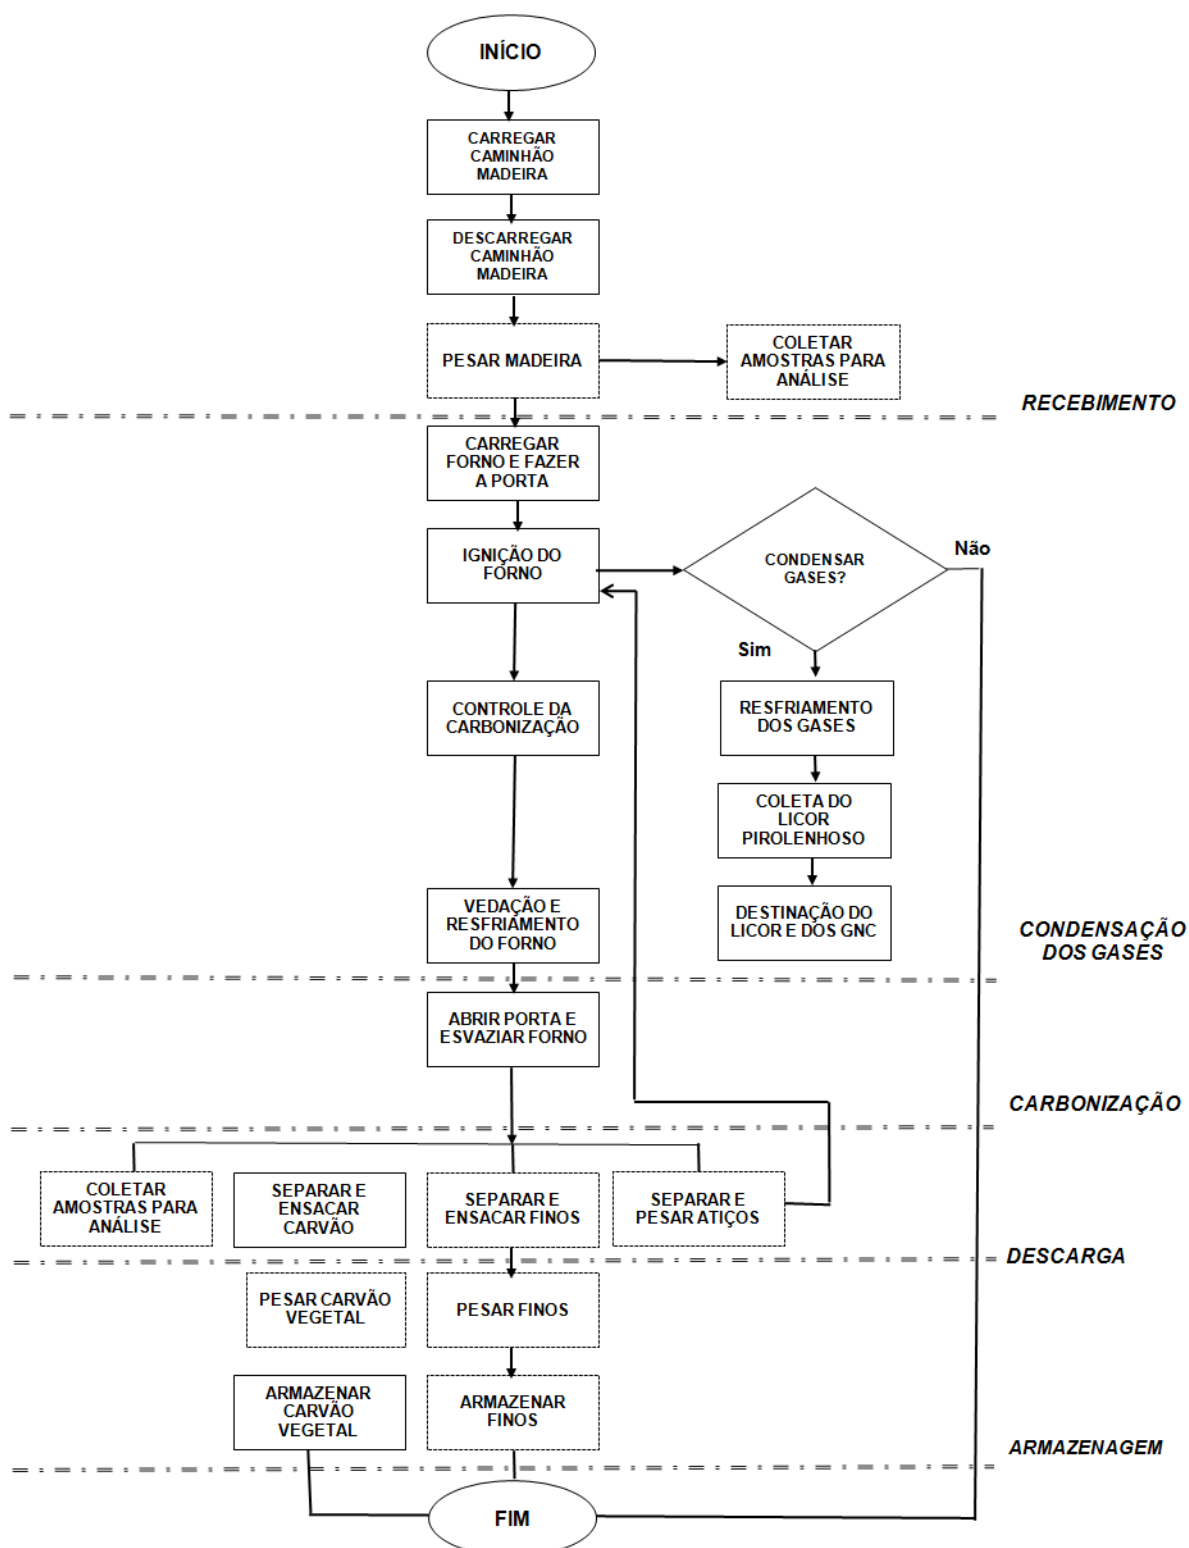 INÍCIO
CARREGAR
CAMINHÃO
MADEIRA
DESCARREGAR
CAMINHÃO
MADEIRA
PESAR MADEIRA
COLETAR
AMOSTRAS PARA
ANÁLISE
RECEBIMENTO
CARREGAR
FORNO E FAZER
A PORTA
IGNIÇÃO DO
FORNO
CONDENSAR
GASES?
Não
Sim
CONTROLE DA
CARBONIZAÇÃO
RESFRIAMENTO
DOS GASES
COLETA DO
LICOR
PIROLENHOSO
VEDAÇÃO E
RESFRIAMENTO
DO FORNO
DESTINAÇÃO DO
LICOR E DOS GNC
CONDENSAÇÃO
DOS GASES
ABRIR PORTA E
ESVAZIAR FORNO
CARBONIZAÇÃO
COLETAR
AMOSTRAS PARA
ANÁLISE
SEPARAR E
ENSACAR
CARVÃO
SEPARAR E
ENSACAR FINOS
SEPARAR E
PESAR ATIÇOS
DESCARGA
PESAR CARVÃO
VEGETAL
PESAR FINOS
ARMAZENAR
CARVÃO
VEGETAL
ARMAZENAR
FINOS
ARMAZENAGEM
FIM